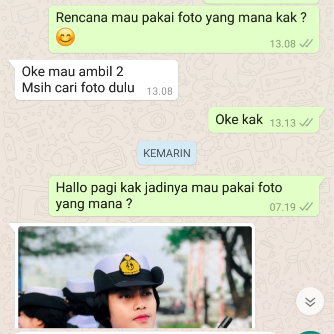 Rencana mau pakai foto yang mana kak ?
😊
13.08
Oke mau ambil 2
Msih cari foto dulu 13.08
Oke kak 13.13
KEMARIN
Hallo pagi kak jadinya mau pakai foto
yang mana ?
07.19